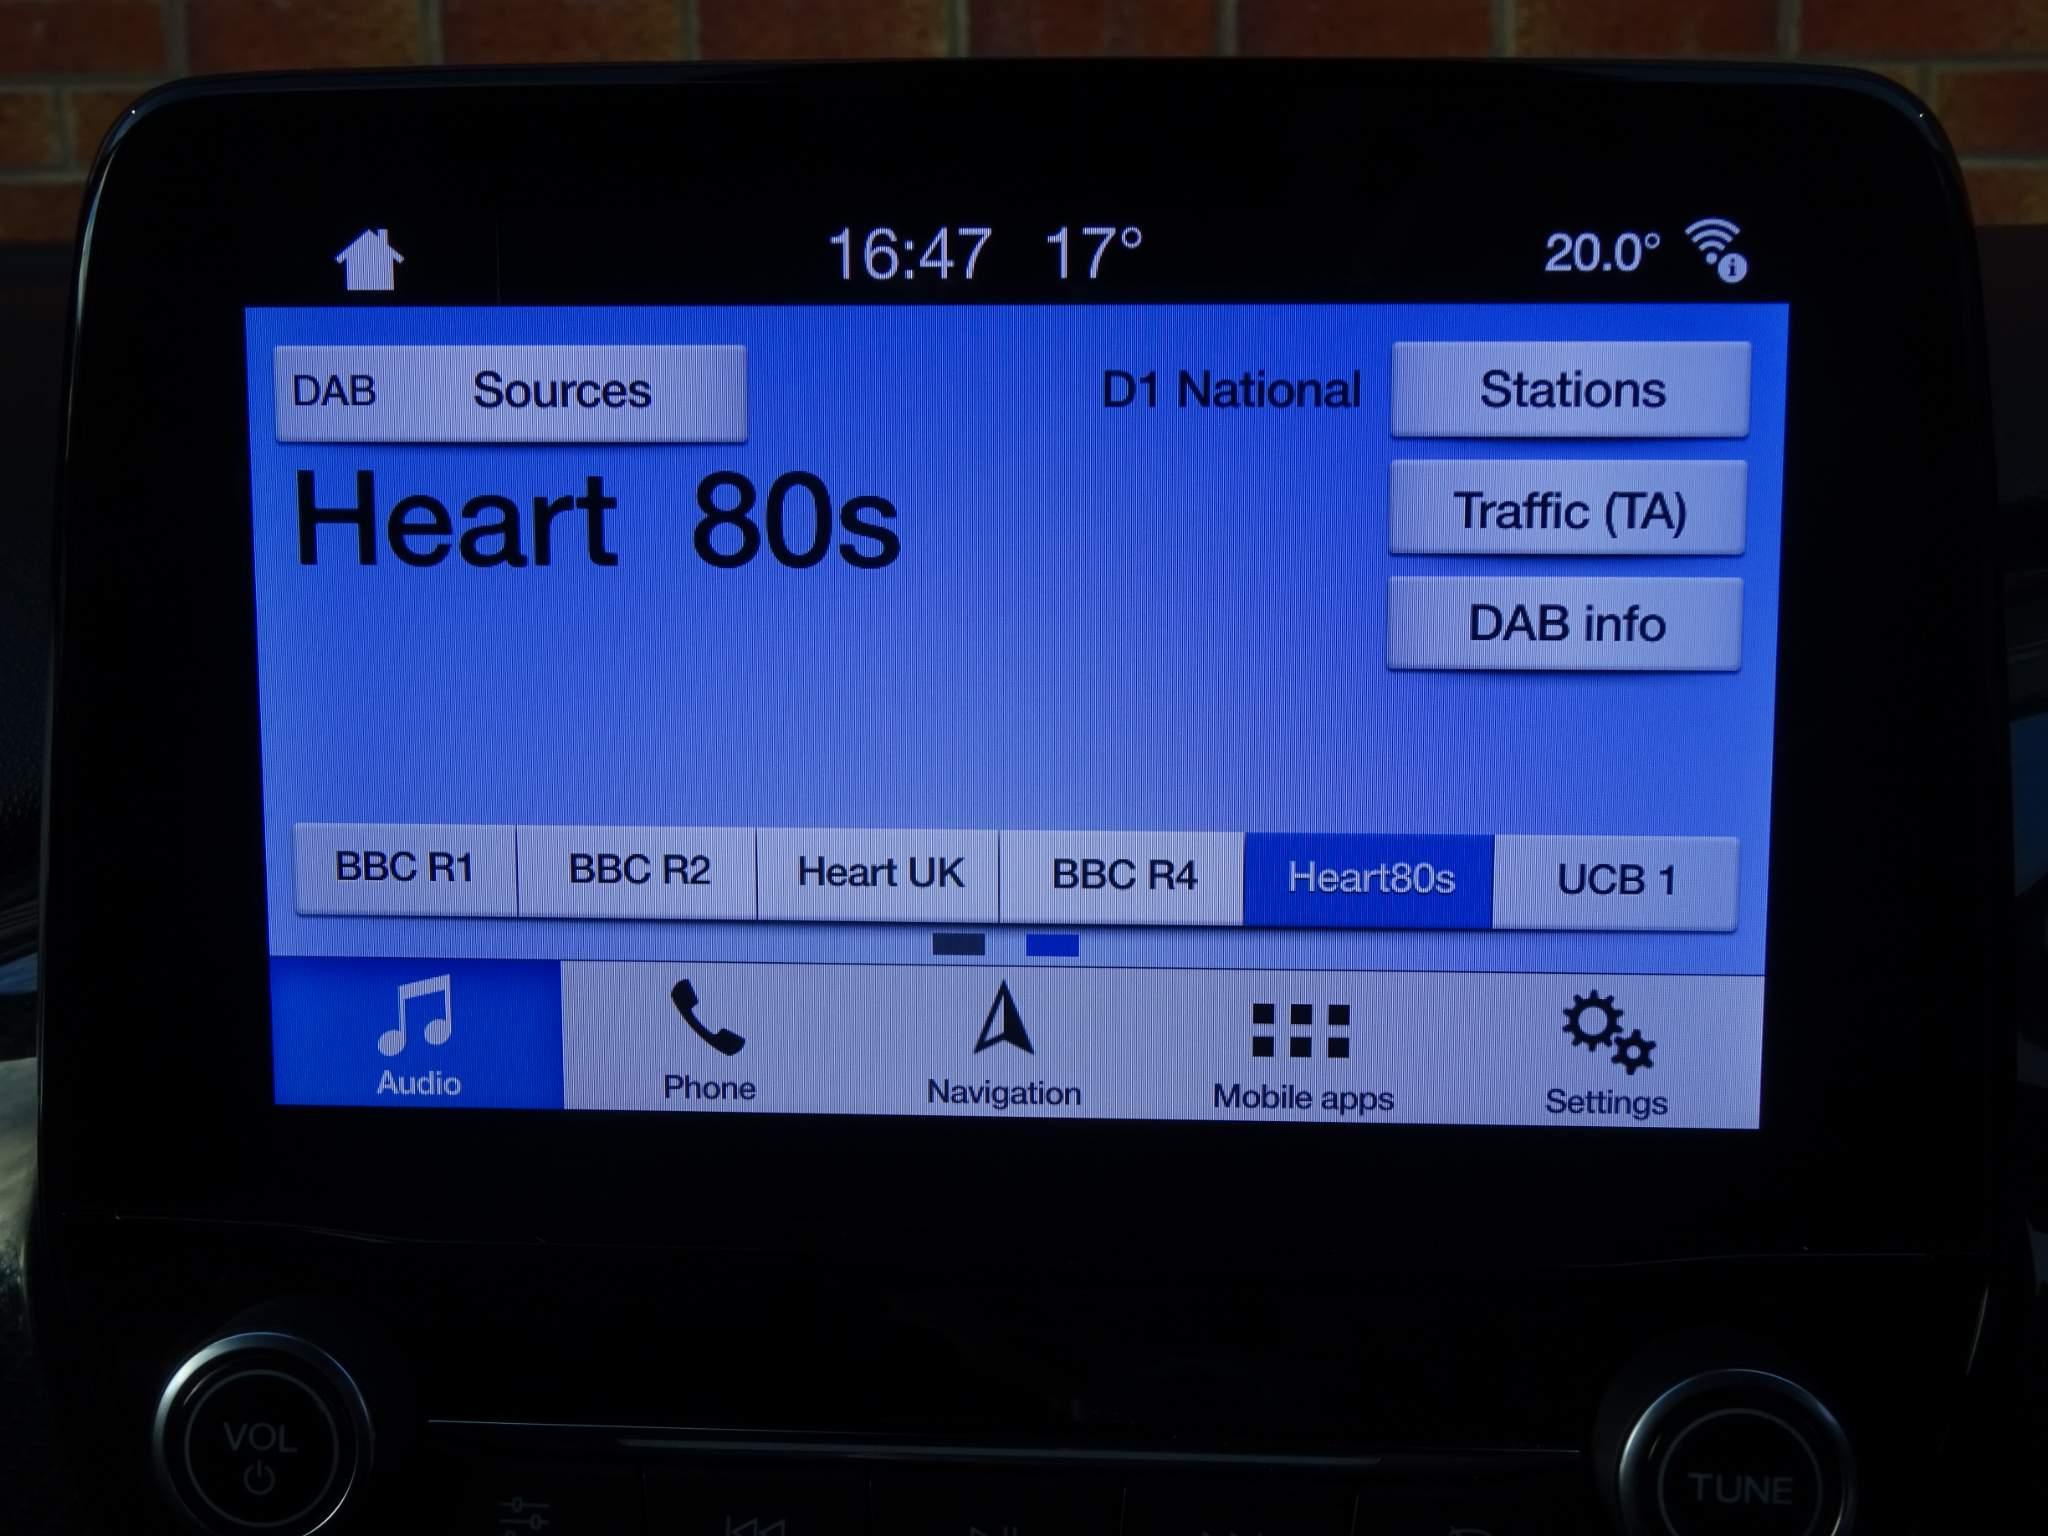 16:47 17° 20.0°
DAB Sources
D1 National
Stations
Heart 80s
Traffic (TA)
DAB info
BBC R1
BBC R2
Heart UK
BBC R4
Heart80s
UCB 1
Audio
Phone
Navigation
Mobile apps
Settings
VOL
TUNE